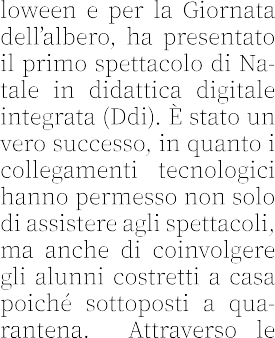 loween e per la Giornata
dell'albero, ha presentato
il primo spettacolo di Na-
tale in didattica digitale
integrata (Ddi). È stato un
vero successo, in quanto i
collegamenti tecnologici
hanno permesso non solo
di assistere agli spettacoli,
ma anche di coinvolgere
gli alunni costretti a casa
poiché sottoposti a qua-
rantena. Attraverso le